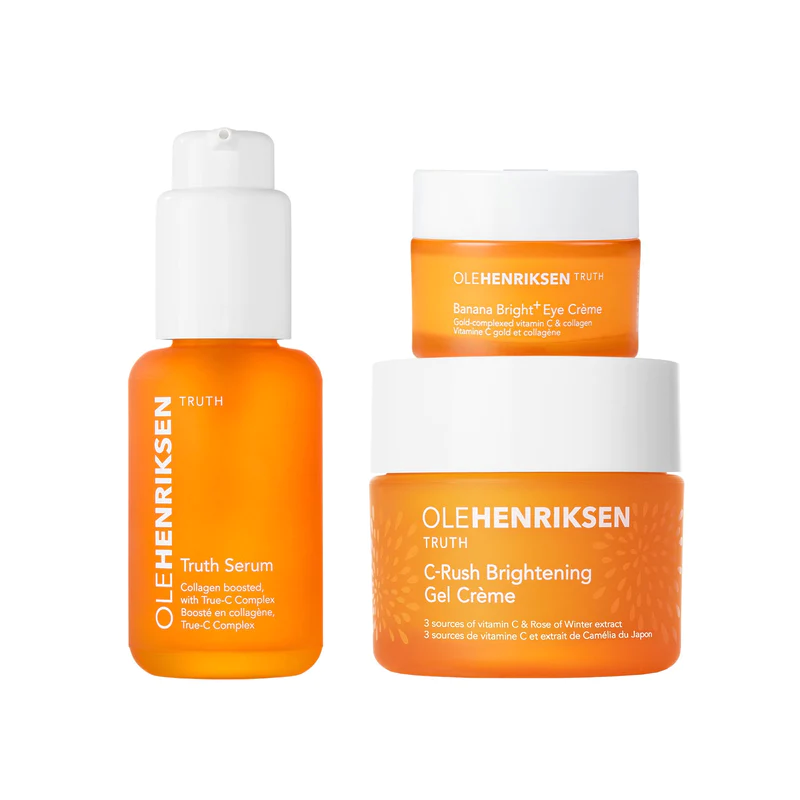 OLEHENRIKSEN
TRUTH
Truth Serum
Collagen boosted,
with True-C Complex
Boosté en collagène,
True-C Complex
OLEHENRIKSEN TRUTH
Banana Bright+ Eye Crème
Gold-complexed vitamin C & collagen
Vitamine C gold et collagène
OLEHENRIKSEN
TRUTH
C-Rush Brightening
Gel Crème
3 sources of vitamin C & Rose of Winter extract
3 sources de vitamine C et extrait de Camélia du Japon